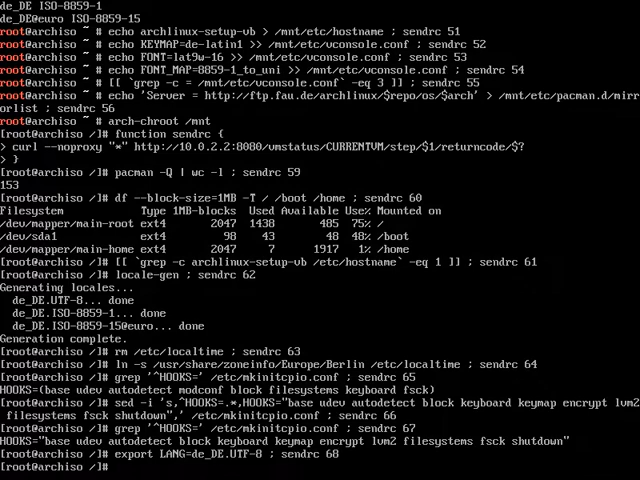 de_DE ISO-8859-1
de_DE@euro ISO-8859-15
root@archiso ~ # echo archlinux-setup-vb > /mnt/etc/hostname ; sendrc 51
root@archiso ~ # echo KEYMAP=de-latin1 >> /mnt/etc/vconsole.conf ; sendrc 52
root@archiso ~ # echo FONT=lat9w-16 >> /mnt/etc/vconsole.conf ; sendrc 53
root@archiso ~ # echo FONT_MAP=8859-1_to_uni >> /mnt/etc/vconsole.conf ; sendrc 54
root@archiso ~ # [[ `grep -c = /mnt/etc/vconsole.conf` -eq 3 ]] ; sendrc 55
root@archiso ~ # echo 'Server = http://ftp.fau.de/archlinux/$repo/os/$arch' > /mnt/etc/pacman.d/mirr
orlist ; sendrc 56
root@archiso ~ # arch-chroot /mnt
[root@archiso /]# function sendrc {
> curl --noproxy "*" http://10.0.2.2:8080/vmstatus/CURRENTVM/step/$1/returncode/$?
> }
[root@archiso /]# pacman -Q | wc -l ; sendrc 59
153
[root@archiso /]# df --block-size=1MB -T / /boot /home ; sendrc 60
Filesystem Type 1MB-blocks Used Available Use% Mounted on
/dev/mapper/main-root ext4 2047 1438 485 75% /
/dev/sda1 ext4 98 43 48 48% /boot
/dev/mapper/main-home ext4 2047 7 1917 1% /home
[root@archiso /]# [[ `grep -c archlinux-setup-vb /etc/hostname` -eq 1 ]] ; sendrc 61
[root@archiso /]# locale-gen ; sendrc 62
Generating locales...
de_DE.UTF-8... done
de_DE.ISO-8859-1... done
de_DE.ISO-8859-15@euro... done
Generation complete.
[root@archiso /]# rm /etc/localtime ; sendrc 63
[root@archiso /]# ln -s /usr/share/zoneinfo/Europe/Berlin /etc/localtime ; sendrc 64
[root@archiso /]# grep '^HOOKS=' /etc/mkinitcpio.conf ; sendrc 65
HOOKS=(base udev autodetect modconf block filesystems keyboard fsck)
[root@archiso /]# sed -i 's,^HOOKS=.*,HOOKS="base udev autodetect block keyboard keymap encrypt lvm2
filesystems fsck shutdown",' /etc/mkinitcpio.conf ; sendrc 66
[root@archiso /]# grep '^HOOKS=' /etc/mkinitcpio.conf ; sendrc 67
HOOKS="base udev autodetect block keyboard keymap encrypt lvm2 filesystems fsck shutdown"
[root@archiso /]# export LANG=de_DE.UTF-8 ; sendrc 68
[root@archiso /]#